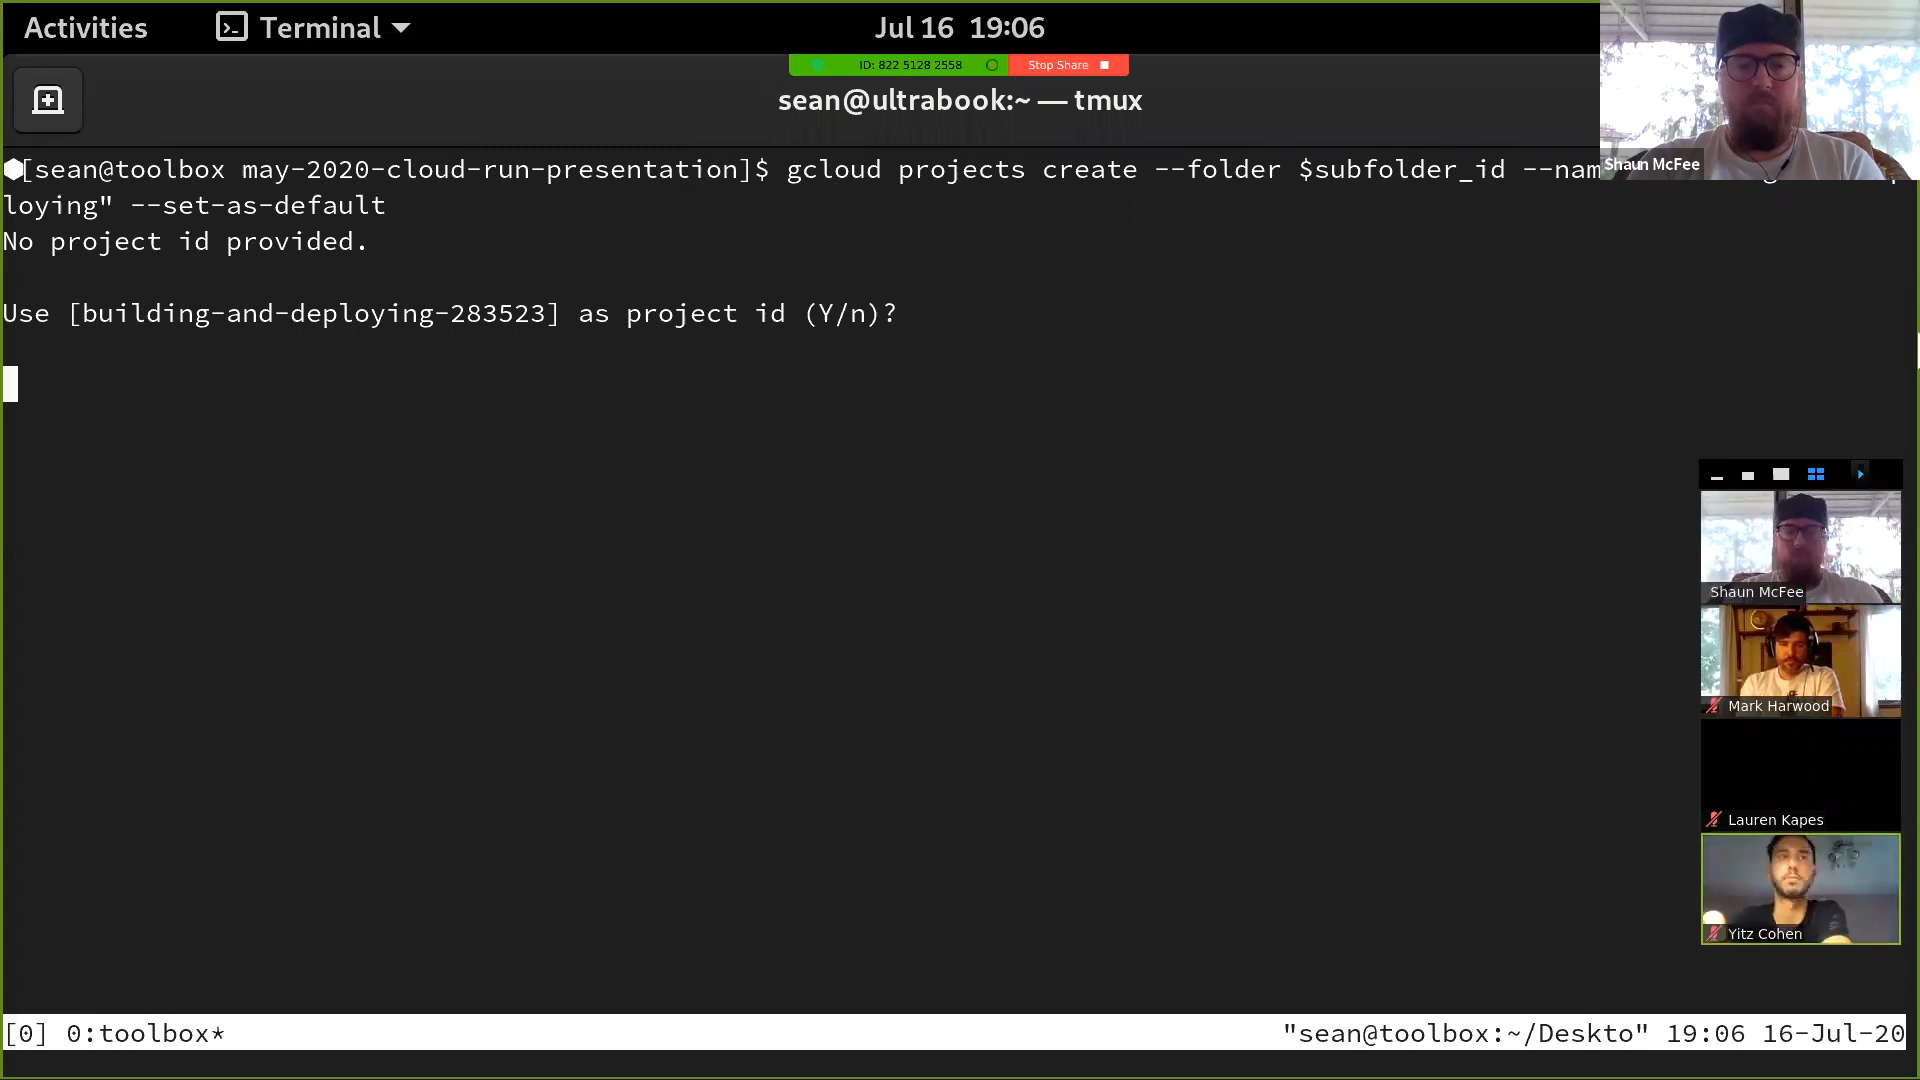 Activities Terminal Jul 16 19:06
ID: 822 5128 2558 Stop Share
sean@ultrabook:~ — tmux
Shaun McFee
[sean@toolbox may-2020-cloud-run-presentation]$ gcloud projects create --folder $subfolder_id
loying" --set-as-default
No project id provided.
Use [building-and-deploying-283523] as project id (Y/n)?
Shaun McFee
Mark Harwood
Lauren Kapes
Yitz Cohen
[0] 0:toolbox* "sean@toolbox:~/Deskto" 19:06 16-Jul-20